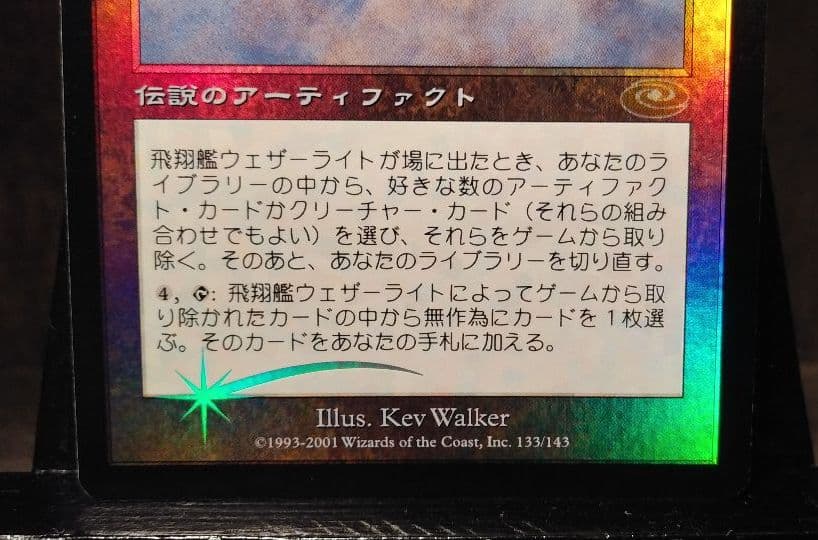 伝説のアーティファクト
飛翔艦ウェザーライトが場に出たとき、あなたのラ
イブラリーの中から、好きな数のアーティファク
ト・カードかクリーチャー・カード（それらの組み
合わせでもよい）を選び、それらをゲームから取り
除く。そのあと、あなたのライブラリーを切り直す。
4, : 飛翔艦ウェザーライトによってゲームから取
り除かれたカードの中から無作為にカードを１枚選
ぶ。そのカードをあなたの手札に加える。
Illus. Kev Walker
©1993-2001 Wizards of the Coast, Inc. 133/143